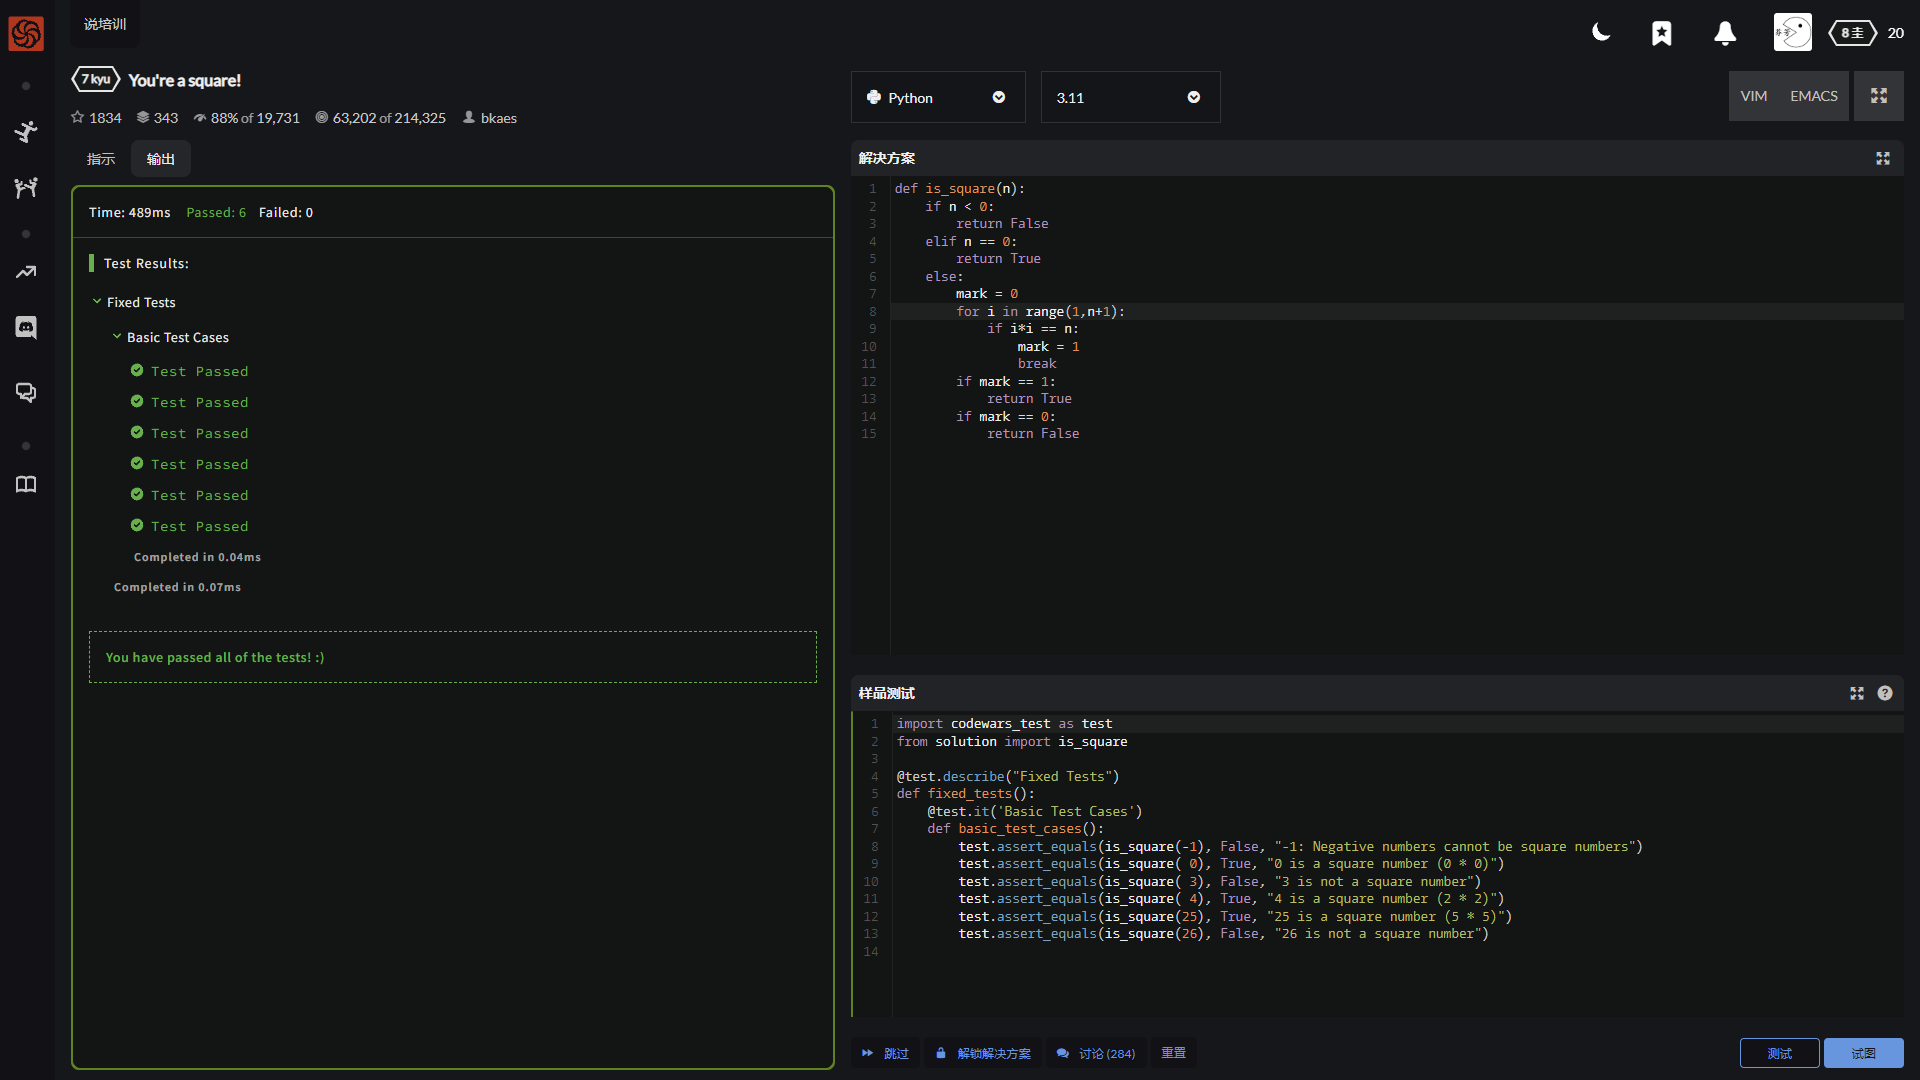 说培训
8 圭
20
7 kyu
You're a square!
1834
343
88% of 19,731
63,202 of 214,325
bkaes
指示
输出
Time: 489ms Passed: 6 Failed: 0
Test Results:
Fixed Tests
Basic Test Cases
Test Passed
Test Passed
Test Passed
Test Passed
Test Passed
Test Passed
Completed in 0.04ms
Completed in 0.07ms
You have passed all of the tests! :)
Python
3.11
VIM
EMACS
解决方案
1 def is_square(n):
2     if n < 0:
3         return False
4     elif n == 0:
5         return True
6     else:
7         mark = 0
8         for i in range(1,n+1):
9             if i*i == n:
10                 mark = 1
11                 break
12         if mark == 1:
13             return True
14         if mark == 0:
15             return False
样品测试
1 import codewars_test as test
2 from solution import is_square
3
4 @test.describe("Fixed Tests")
5 def fixed_tests():
6     @test.it('Basic Test Cases')
7     def basic_test_cases():
8         test.assert_equals(is_square(-1), False, "-1: Negative numbers cannot be square numbers")
9         test.assert_equals(is_square( 0), True, "0 is a square number (0 * 0)")
10         test.assert_equals(is_square( 3), False, "3 is not a square number")
11         test.assert_equals(is_square( 4), True, "4 is a square number (2 * 2)")
12         test.assert_equals(is_square(25), True, "25 is a square number (5 * 5)")
13         test.assert_equals(is_square(26), False, "26 is not a square number")
14
跳过
解锁解决方案
讨论 (284)
重置
测试
试图